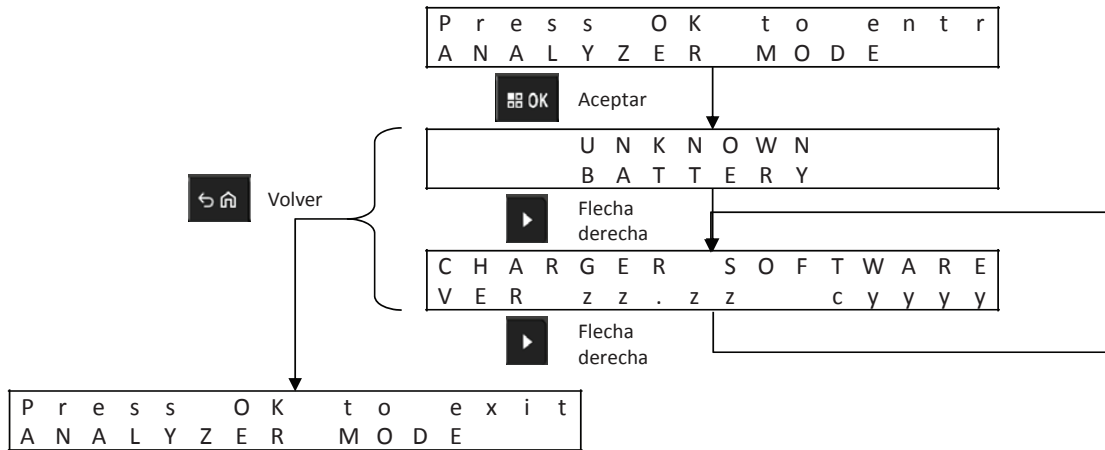 Press OK to entr
ANALYZER MODE
OK
Aceptar
UNKNOWN
BATTERY
Volver
Flecha
derecha
CHARGER SOFTWARE
VER zz.zz cyyyy
Flecha
derecha
Press OK to exit
ANALYZER MODE